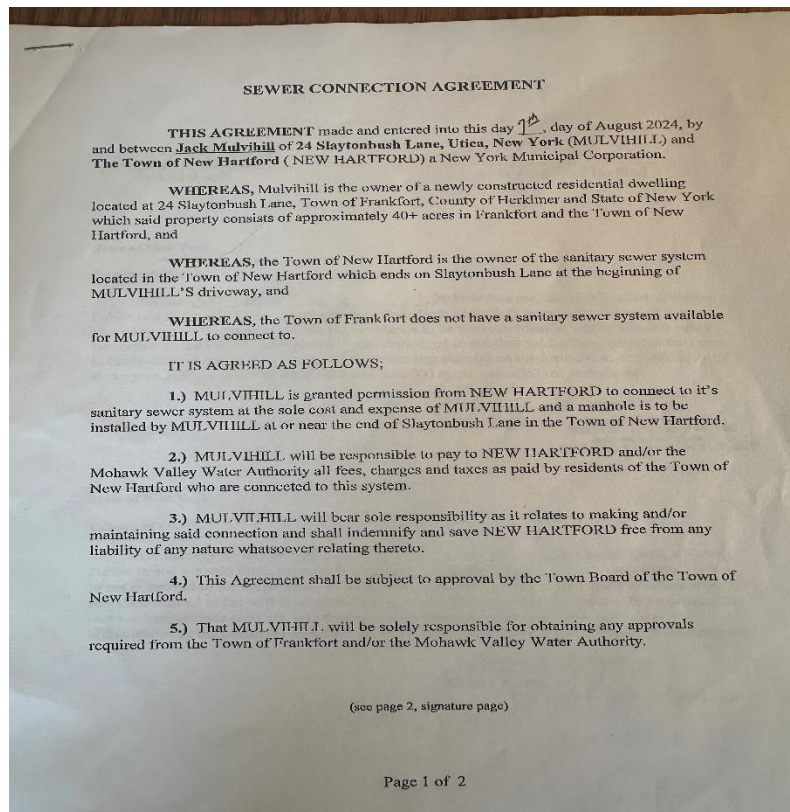 SEWER CONNECTION AGREEMENT
THIS AGREEMENT made and entered into this day 7th, day of August 2024, by
and between Jack Mulvihill of 24 Slaytonbush Lane, Utica, New York (MULVIHILL) and
The Town of New Hartford ( NEW HARTFORD) a New York Municipal Corporation.
WHEREAS, Mulvihill is the owner of a newly constructed residential dwelling
located at 24 Slaytonbush Lane, Town of Frankfort, County of Herkimer and State of New York
which said property consists of approximately 40+ acres in Frankfort and the Town of New
Hartford, and
WHEREAS, the Town of New Hartford is the owner of the sanitary sewer system
located in the Town of New Hartford which ends on Slaytonbush Lane at the beginning of
MULVIHILL'S driveway, and
WHEREAS, the Town of Frankfort does not have a sanitary sewer system available
for MULVIHILL to connect to.
IT IS AGREED AS FOLLOWS;
1.) MULVIHILL is granted permission from NEW HARTFORD to connect to it's
sanitary sewer system at the sole cost and expense of MULVIHILL and a manhole is to be
installed by MULVIHILL at or near the end of Slaytonbush Lane in the Town of New Hartford.
2.) MULVIHILL will be responsible to pay to NEW HARTFORD and/or the
Mohawk Valley Water Authority all fees, charges and taxes as paid by residents of the Town of
New Hartford who are connected to this system.
3.) MULVIHILL will bear sole responsibility as it relates to making and/or
maintaining said connection and shall indemnify and save NEW HARTFORD free from any
liability of any nature whatsoever relating thereto.
4.) This Agreement shall be subject to approval by the Town Board of the Town of
New Hartford.
5.) That MULVIHILL will be solely responsible for obtaining any approvals
required from the Town of Frankfort and/or the Mohawk Valley Water Authority.
(see page 2, signature page)
Page 1 of 2